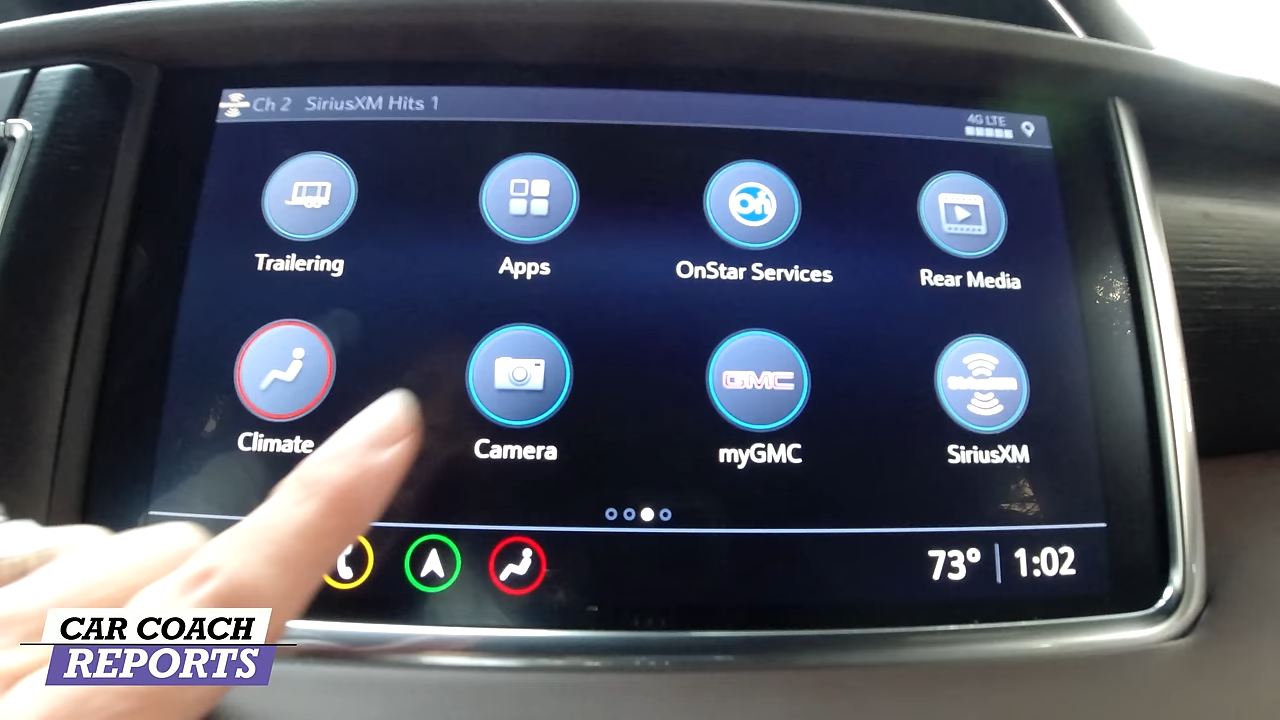 Ch 2 SiriusXM Hits 1
4G LTE
Trailering
Apps
On
OnStar Services
Rear Media
Climate
Camera
GMC
myGMC
SiriusXM
73° 1:02
CAR COACH
REPORTS